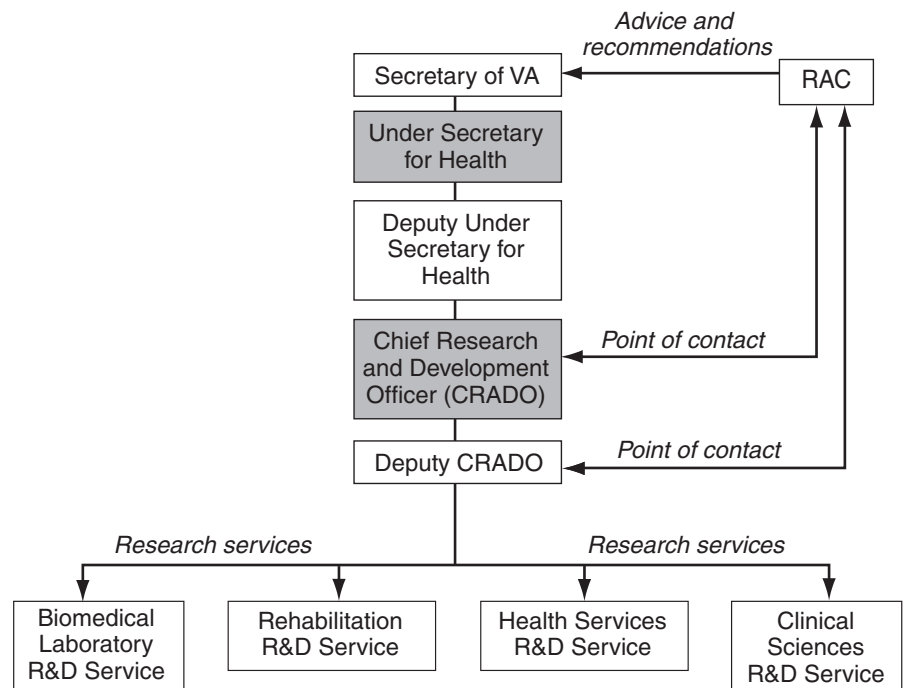 Advice and
recommendations
Secretary of VA
RAC
Under Secretary
for Health
Deputy Under
Secretary for
Health
Chief Research
and Development
Officer (CRADO)
Point of contact
Deputy CRADO
Point of contact
Research services
Research services
Biomedical
Laboratory
R&D Service
Rehabilitation
R&D Service
Health Services
R&D Service
Clinical
Sciences
R&D Service